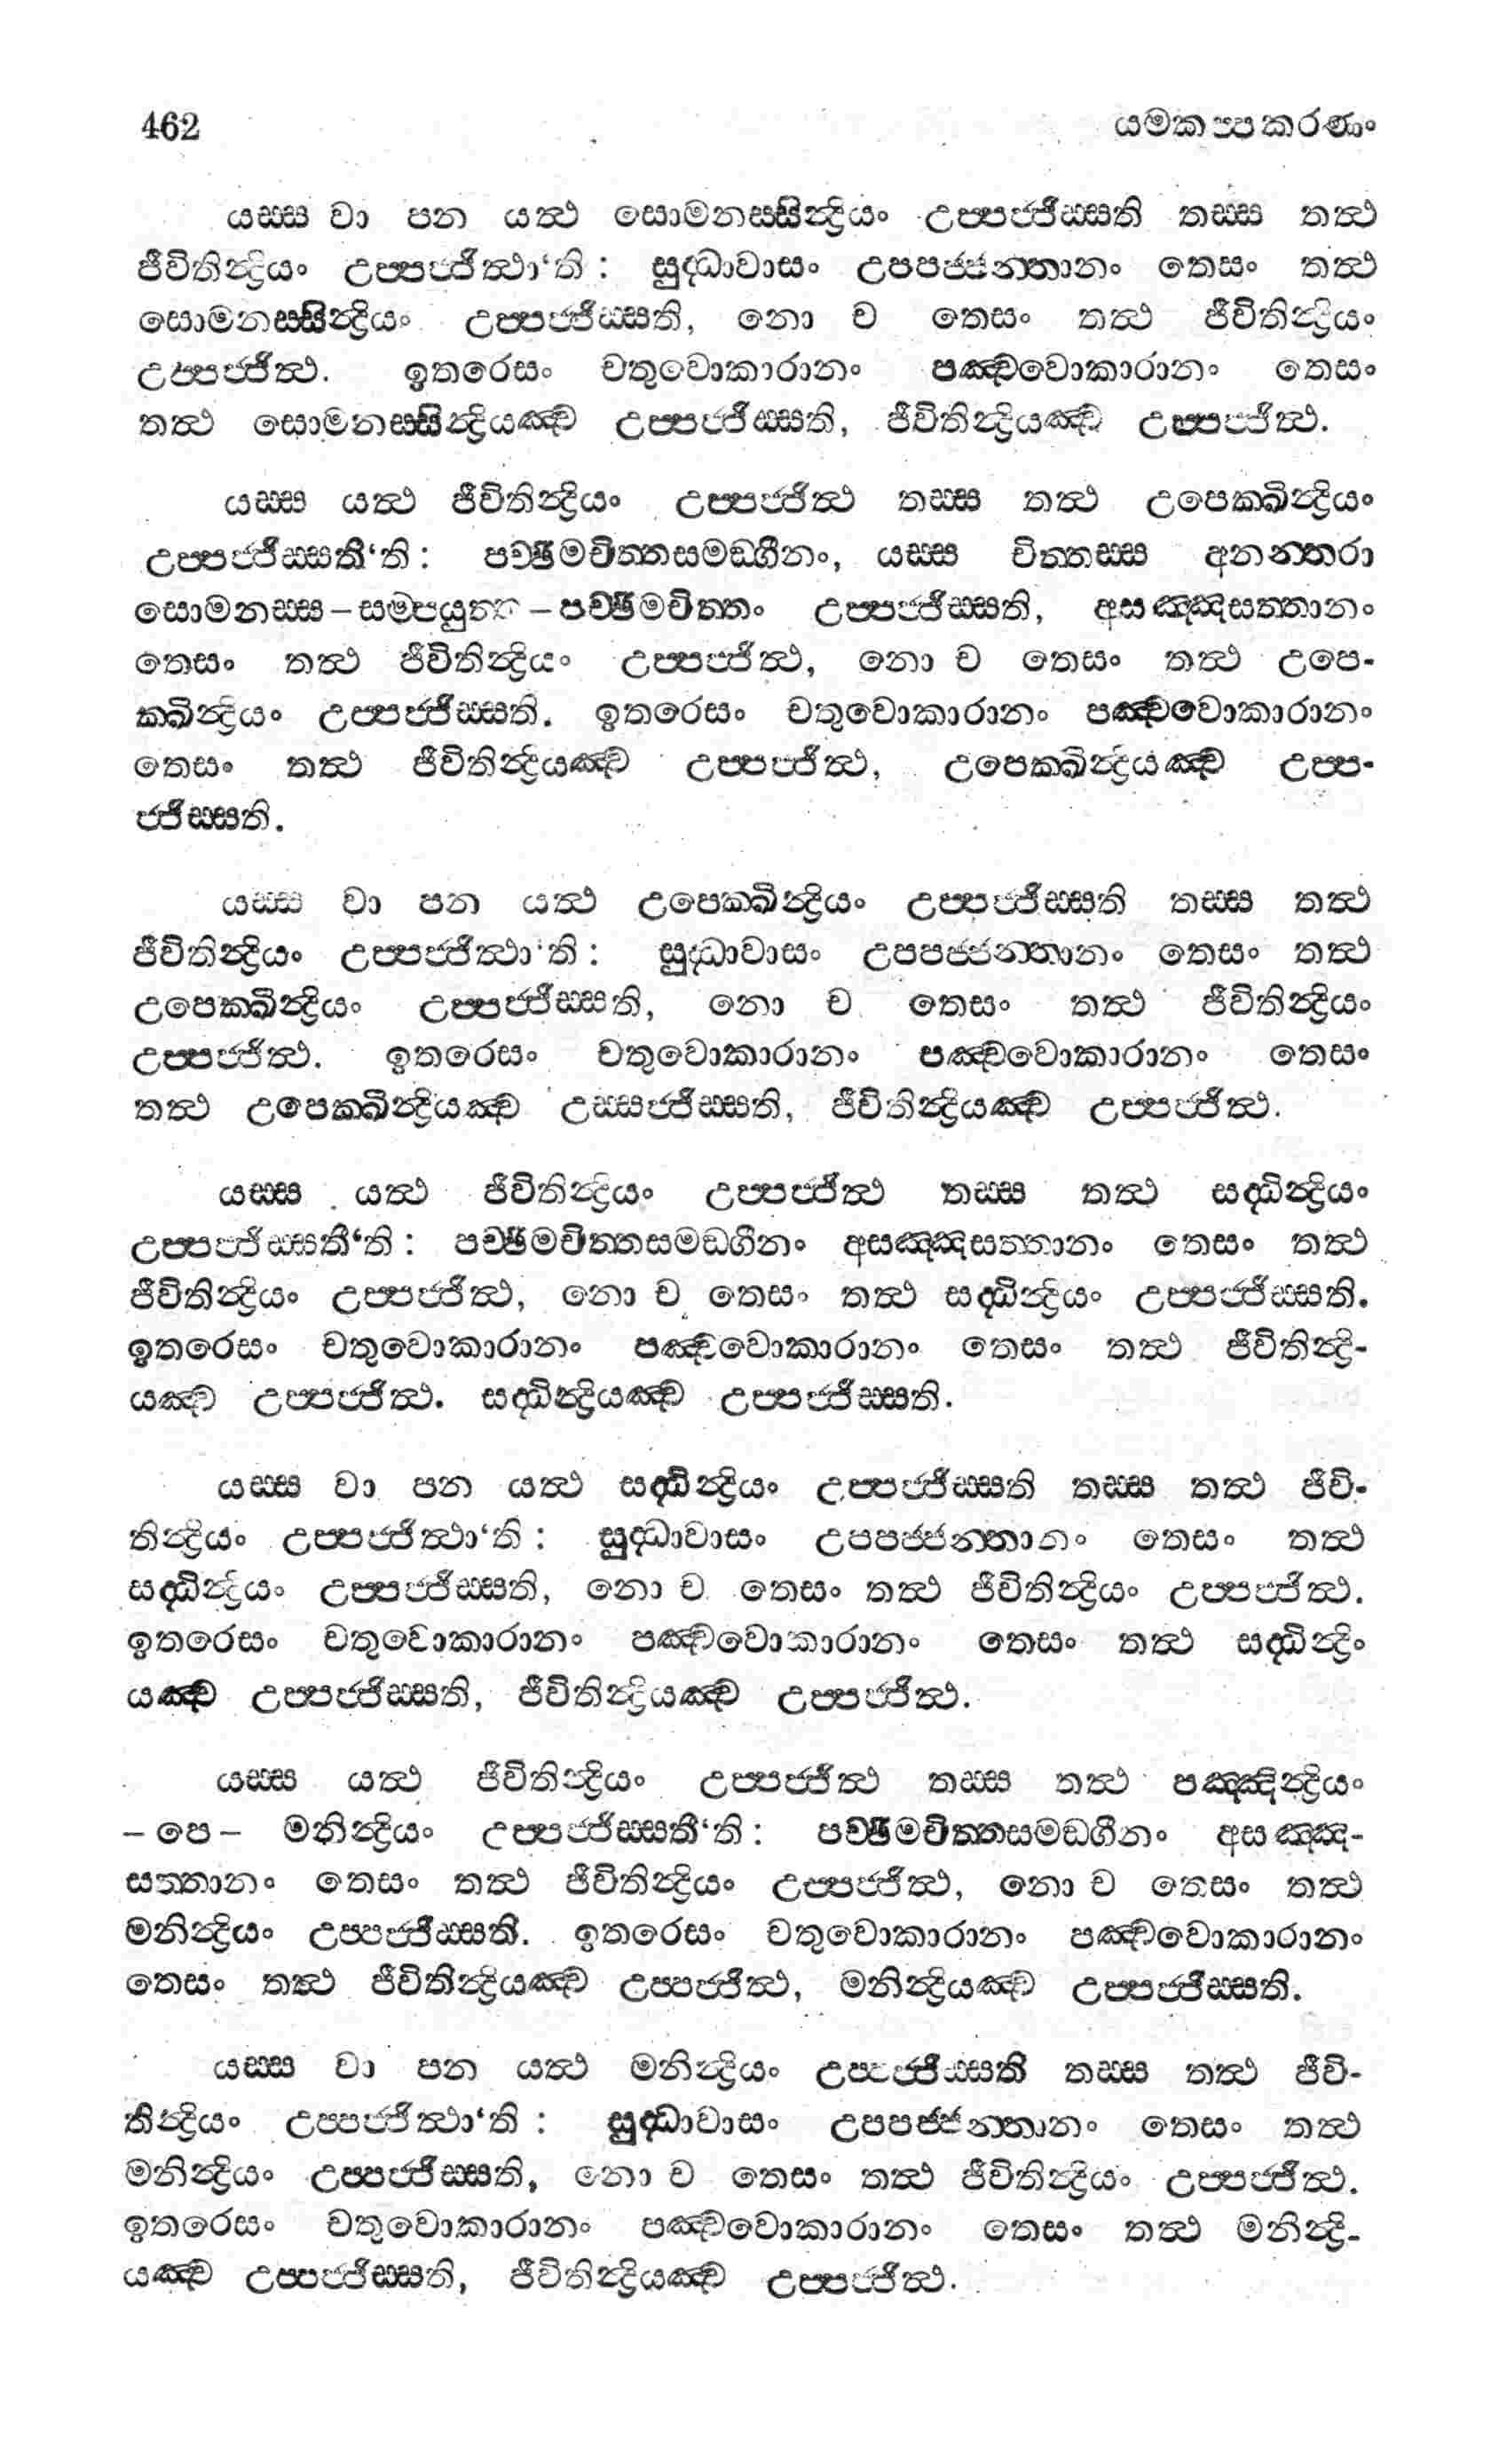 462 යමකප්පකරණං
යස්ස වා පන යත්ථ සොමනස්සින්ද්‍රියං උප්පජ්ජිස්සති තස්ස තත්ථ
ජීවිතින්ද්‍රියං උප්පජ්ජිත්ථා‘ති : සුද්ධාවාසං උපපජ්ජන්තානං තෙසං තත්ථ
සොමනස්සින්ද්‍රියං උප්පජ්ජිස්සති, නො ච තෙසං තත්ථ ජීවිතින්ද්‍රියං
උප්පජ්ජිත්ථ. ඉතරෙසං චතුවොකාරානං පඤ්චවොකාරානං තෙසං
තත්ථ සොමනස්සින්ද්‍රියඤ්ච උප්පජ්ජිස්සති, ජීවිතින්ද්‍රියඤ්ච උප්පජ්ජිත්ථ.
යස්ස යත්ථ ජීවිතින්ද්‍රියං උප්පජ්ජිත්ථ තස්ස තත්ථ උපෙක්ඛින්ද්‍රියං
උප්පජ්ජිස්සතී‘ති : පච්ඡිමචිත්තසමඞ්ගීනං, යස්ස චිත්තස්ස අනන්තරා
සොමනස්ස – සම්පයුත්ත – පච්ඡිමචිත්තං උප්පජ්ජිස්සති, අසඤ්ඤසත්තානං
තෙසං තත්ථ ජීවිතින්ද්‍රියං උප්පජ්ජිත්ථ, නො ච තෙසං තත්ථ උපෙ-
ක්ඛින්ද්‍රියං උප්පජ්ජිස්සති. ඉතරෙසං චතුවොකාරානං පඤ්චවොකාරානං
තෙසං තත්ථ ජීවිතින්ද්‍රියඤ්ච උප්පජ්ජිත්ථ, උපෙක්ඛින්ද්‍රියඤ්ච උප්ප-
ජ්ජිස්සති.
යස්ස වා පන යත්ථ උපෙක්ඛින්ද්‍රියං උප්පජ්ජිස්සති තස්ස තත්ථ
ජීවිතින්ද්‍රියං උප්පජ්ජිත්ථා‘ති : සුද්ධාවාසං උපපජ්ජන්තානං තෙසං තත්ථ
උපෙක්ඛින්ද්‍රියං උප්පජ්ජිස්සති, නො ච තෙසං තත්ථ ජීවිතින්ද්‍රියං
උප්පජ්ජිත්ථ. ඉතරෙසං චතුවොකාරානං පඤ්චවොකාරානං තෙසං
තත්ථ උපෙක්ඛින්ද්‍රියඤ්ච උස්සජ්ජිස්සති, ජීවිතින්ද්‍රියඤ්ච උප්පජ්ජිත්ථ.
යස්ස යත්ථ ජීවිතින්ද්‍රියං උප්පජ්ජිත්ථ තස්ස තත්ථ සද්ධින්ද්‍රියං
උප්පජ්ජිස්සතී‘ති : පච්ඡිමචිත්තසමඞ්ගීනං අසඤ්ඤසත්තානං තෙසං තත්ථ
ජීවිතින්ද්‍රියං උප්පජ්ජිත්ථ, නො ච තෙසං තත්ථ සද්ධින්ද්‍රියං උප්පජ්ජිස්සති.
ඉතරෙසං චතුවොකාරානං පඤ්චවොකාරානං තෙසං තත්ථ ජීවිතින්ද්‍රි-
යඤ්ච උප්පජ්ජිත්ථ. සද්ධින්ද්‍රියඤ්ච උප්පජ්ජිස්සති.
යස්ස වා පන යත්ථ සද්ධින්ද්‍රියං උප්පජ්ජිස්සති තස්ස තත්ථ ජීවි-
තින්ද්‍රියං උප්පජ්ජිත්ථා‘ති : සුද්ධාවාසං උපපජ්ජන්තානං තෙසං තත්ථ
සද්ධින්ද්‍රියං උප්පජ්ජිස්සති, නො ච තෙසං තත්ථ ජීවිතින්ද්‍රියං උප්පජ්ජිත්ථ.
ඉතරෙසං චතුවොකාරානං පඤ්චවොකාරානං තෙසං තත්ථ සද්ධින්ද්‍රිං
යඤ්ච උප්පජ්ජිස්සති, ජීවිතින්ද්‍රියඤ්ච උප්පජ්ජිත්ථ.
යස්ස යත්ථ ජීවිතින්ද්‍රියං උප්පජ්ජිත්ථ තස්ස තත්ථ පඤ්ඤින්ද්‍රියං
– පෙ – මනින්ද්‍රියං උප්පජ්ජිස්සතී‘ති : පච්ඡිමචිත්තසමඞ්ගීනං අසඤ්ඤ-
සත්තානං තෙසං තත්ථ ජීවිතින්ද්‍රියං උප්පජ්ජිත්ථ, නො ච තෙසං තත්ථ
මනින්ද්‍රියං උප්පජ්ජිස්සති. ඉතරෙසං චතුවොකාරානං පඤ්චවොකාරානං
තෙසං තත්ථ ජීවිතින්ද්‍රියඤ්ච උප්පජ්ජිත්ථ, මනින්ද්‍රියඤ්ච උප්පජ්ජිස්සති.
යස්ස වා පන යත්ථ මනින්ද්‍රියං උප්පජ්ජිස්සති තස්ස තත්ථ ජීවි-
තින්ද්‍රියං උප්පජ්ජිත්ථා‘ති : සුද්ධාවාසං උපපජ්ජන්තානං තෙසං තත්ථ
මනින්ද්‍රියං උප්පජ්ජිස්සති, නො ච තෙසං තත්ථ ජීවිතින්ද්‍රියං උප්පජ්ජිත්ථ.
ඉතරෙසං චතුවොකාරානං පඤ්චවොකාරානං තෙසං තත්ථ මනින්ද්‍රි-
යඤ්ච උප්පජ්ජිස්සති, ජීවිතින්ද්‍රියඤ්ච උප්පජ්ජිත්ථ.